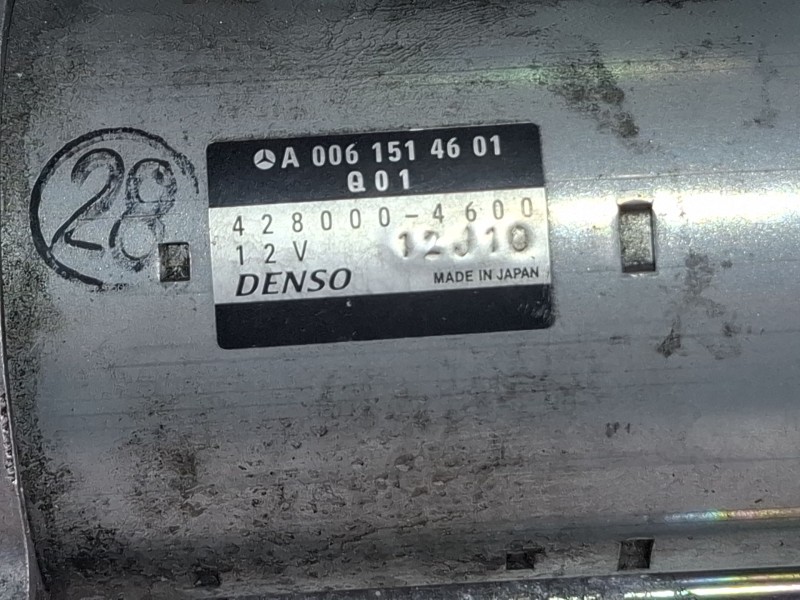 28
A 006 151 46 01
Q01
428000-4600
12V 12J10
DENSO MADE IN JAPAN